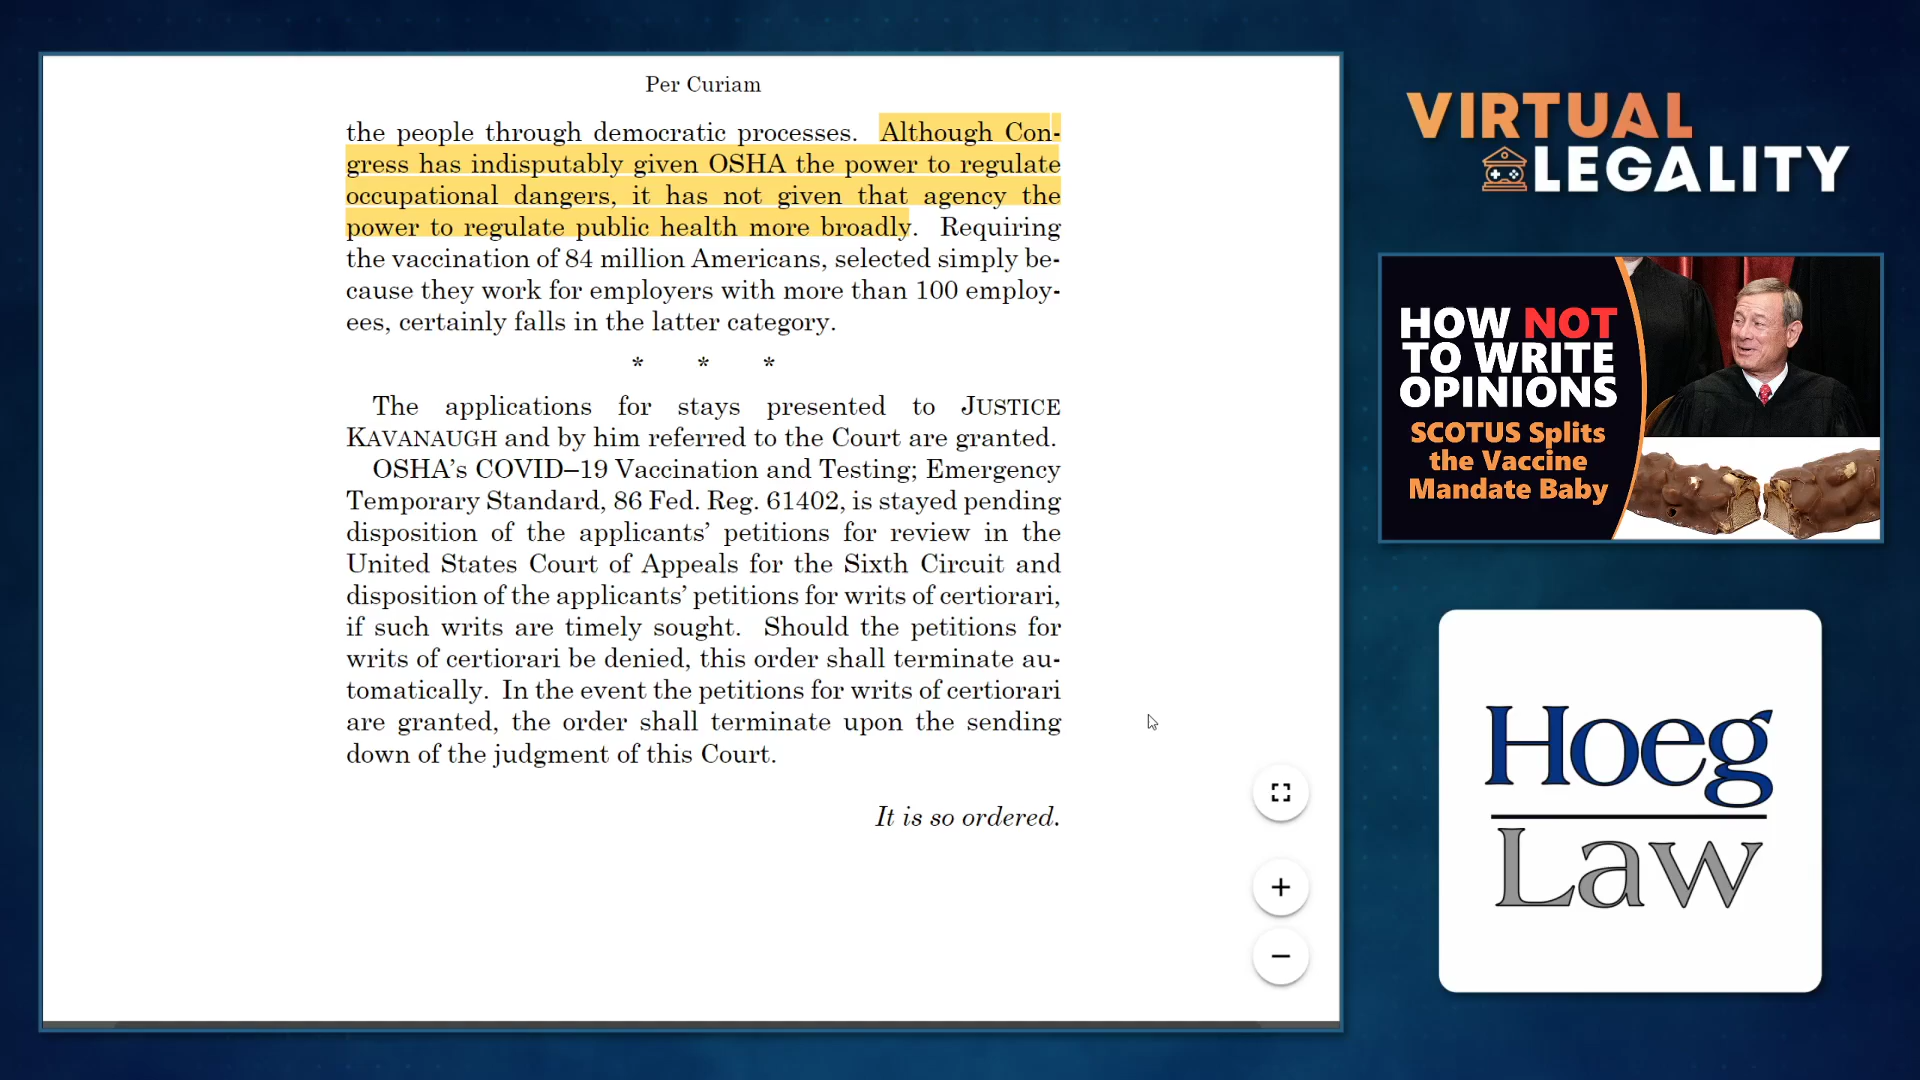 Per Curiam
the people through democratic processes. Although Con-
gress has indisputably given OSHA the power to regulate
occupational dangers, it has not given that agency the
power to regulate public health more broadly. Requiring
the vaccination of 84 million Americans, selected simply be-
cause they work for employers with more than 100 employ-
ees, certainly falls in the latter category.
* * *
The applications for stays presented to JUSTICE
KAVANAUGH and by him referred to the Court are granted.
OSHA's COVID–19 Vaccination and Testing; Emergency
Temporary Standard, 86 Fed. Reg. 61402, is stayed pending
disposition of the applicants' petitions for review in the
United States Court of Appeals for the Sixth Circuit and
disposition of the applicants' petitions for writs of certiorari,
if such writs are timely sought. Should the petitions for
writs of certiorari be denied, this order shall terminate au-
tomatically. In the event the petitions for writs of certiorari
are granted, the order shall terminate upon the sending
down of the judgment of this Court.
It is so ordered.
VIRTUAL
LEGALITY
HOW NOT
TO WRITE
OPINIONS
SCOTUS Splits
the Vaccine
Mandate Baby
Hoeg
Law